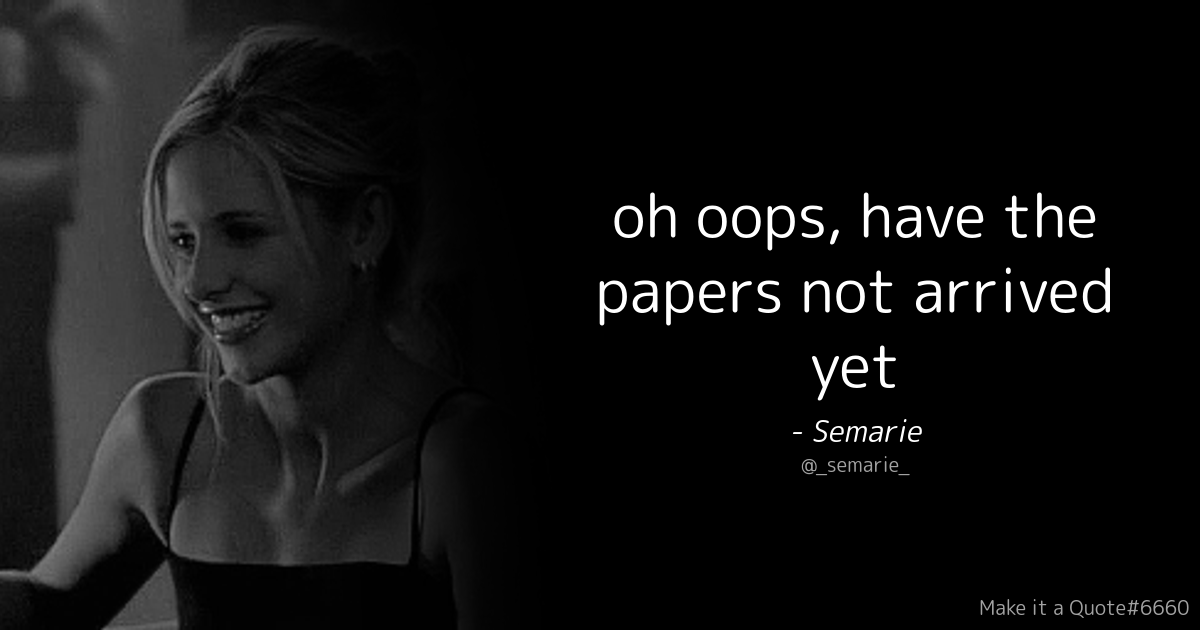 oh oops, have the
papers not arrived
yet
- Semarie
@_semarie_
Make it a Quote#6660